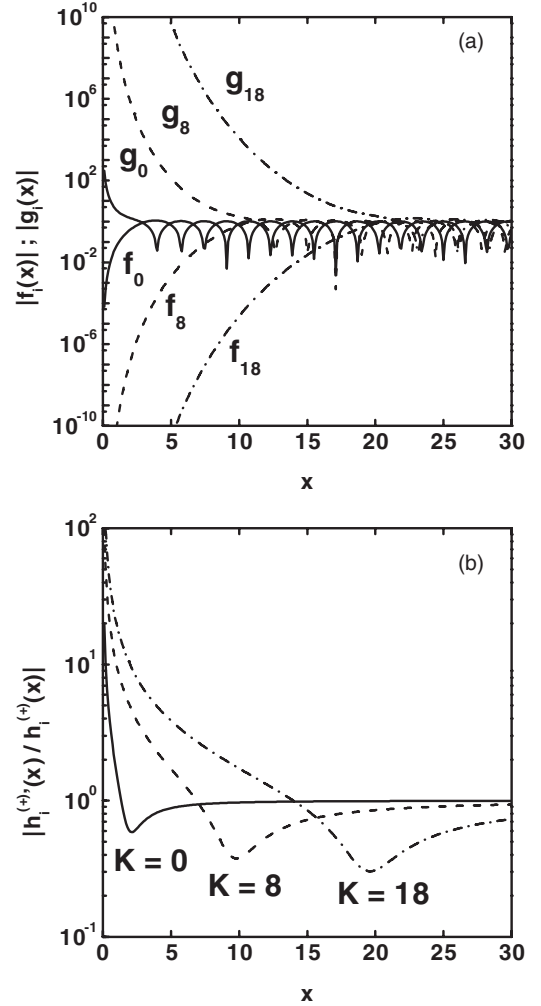 (a)
|f_i(x)| ; |g_i(x)|
10^10
10^6
10^2
10^-2
10^-6
10^-10
g_18
g_8
g_0
f_0
f_8
f_18
0 5 10 15 20 25 30
x
(b)
|h_i^(+)'(x) / h_i^(+)(x)|
10^2
10^1
10^0
10^-1
K = 0
K = 8
K = 18
0 5 10 15 20 25 30
x